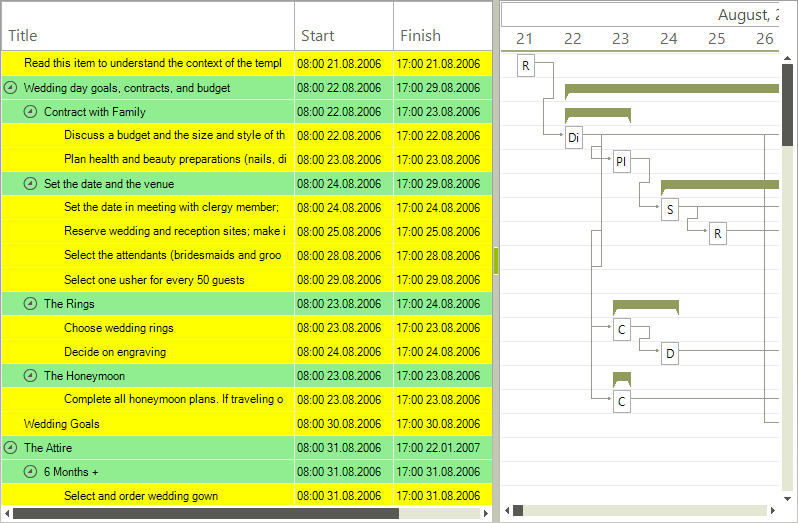 Title Start Finish
August, 2
21 22 23 24 25 26
Read this item to understand the context of the templ 08:00 21.08.2006 17:00 21.08.2006 R
Wedding day goals, contracts, and budget 08:00 22.08.2006 17:00 29.08.2006
Contract with Family 08:00 22.08.2006 17:00 23.08.2006
Discuss a budget and the size and style of th 08:00 22.08.2006 17:00 22.08.2006 Di
Plan health and beauty preparations (nails, di 08:00 23.08.2006 17:00 23.08.2006 Pl
Set the date and the venue 08:00 24.08.2006 17:00 29.08.2006
Set the date in meeting with clergy member; 08:00 24.08.2006 17:00 24.08.2006 S
Reserve wedding and reception sites; make i 08:00 25.08.2006 17:00 25.08.2006 R
Select the attendants (bridesmaids and groo 08:00 28.08.2006 17:00 28.08.2006
Select one usher for every 50 guests 08:00 29.08.2006 17:00 29.08.2006
The Rings 08:00 23.08.2006 17:00 24.08.2006
Choose wedding rings 08:00 23.08.2006 17:00 23.08.2006 C
Decide on engraving 08:00 24.08.2006 17:00 24.08.2006 D
The Honeymoon 08:00 23.08.2006 17:00 23.08.2006
Complete all honeymoon plans. If traveling o 08:00 23.08.2006 17:00 23.08.2006 C
Wedding Goals 08:00 30.08.2006 17:00 30.08.2006
The Attire 08:00 31.08.2006 17:00 22.01.2007
6 Months + 08:00 31.08.2006 17:00 31.08.2006
Select and order wedding gown 08:00 31.08.2006 17:00 31.08.2006